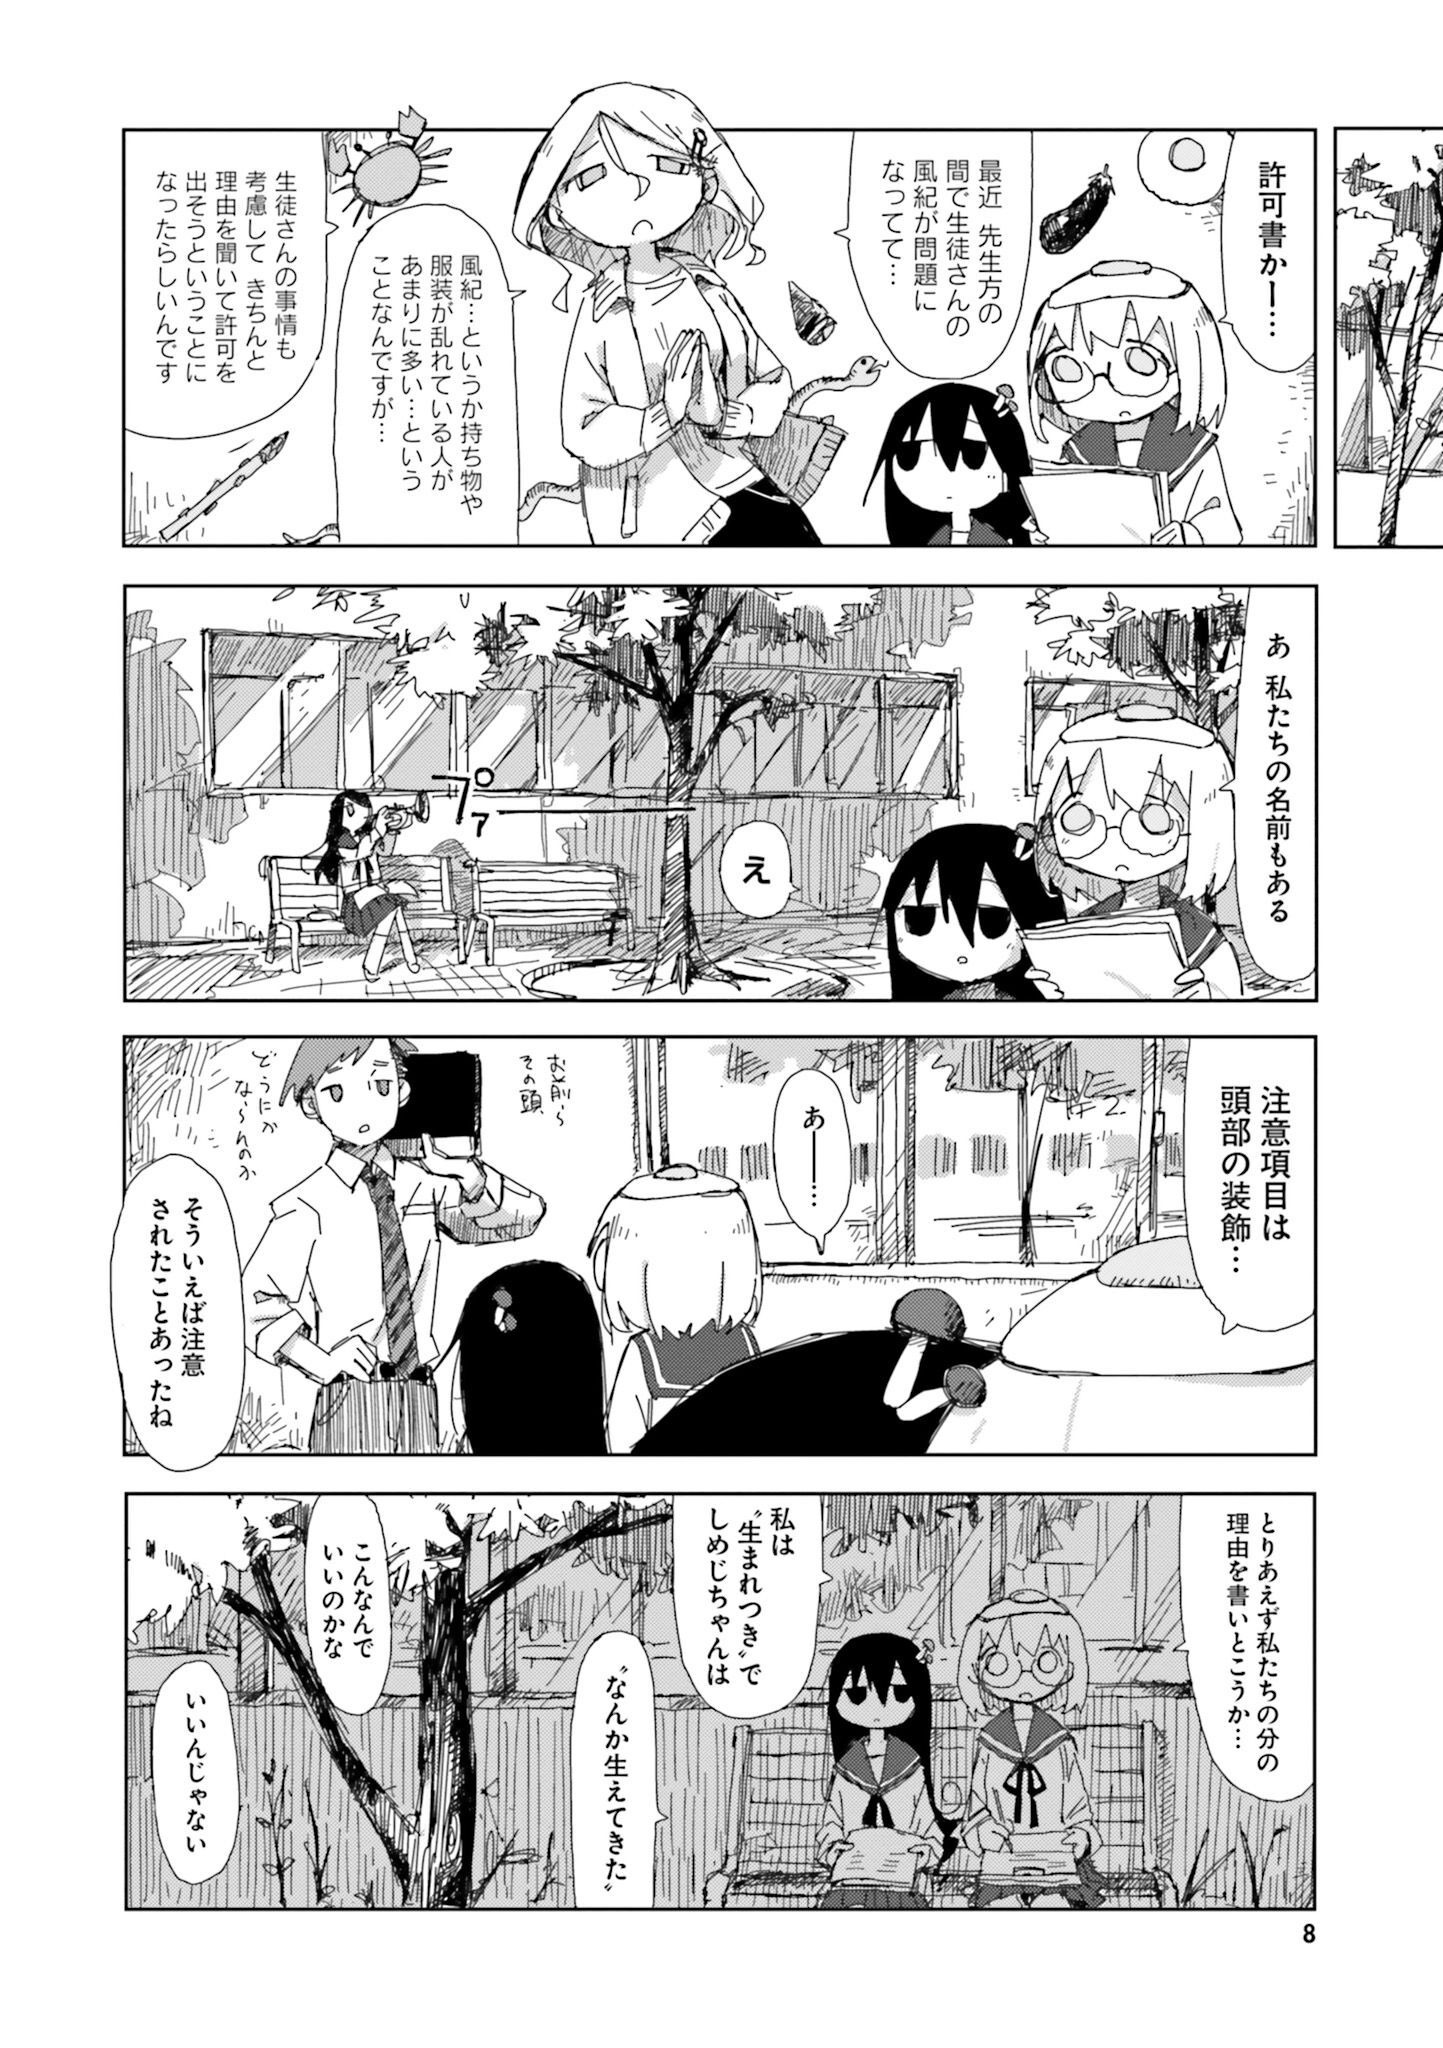 許可書かー…
最近 先生方の
間で生徒さんの
風紀が問題に
なってて…
風紀…というか持ち物や
服装が乱れている人が
あまりに多い…という
ことなんですが…
生徒さんの事情も
考慮して きちんと
理由を聞いて許可を
出そうということに
なったらしいんです
あ 私たちの名前もある
え
プァ
注意項目は
頭部の装飾…
あー…
お前ら
その頭、
どうにか
ならんのか
そういえば注意
されたことあったね
とりあえず私たちの分の
理由を書いとこうか…
私は
〝生まれつき〟で
しめじちゃんは
〝なんか生えてきた〟
こんなんで
いいのかな
いいんじゃない
8